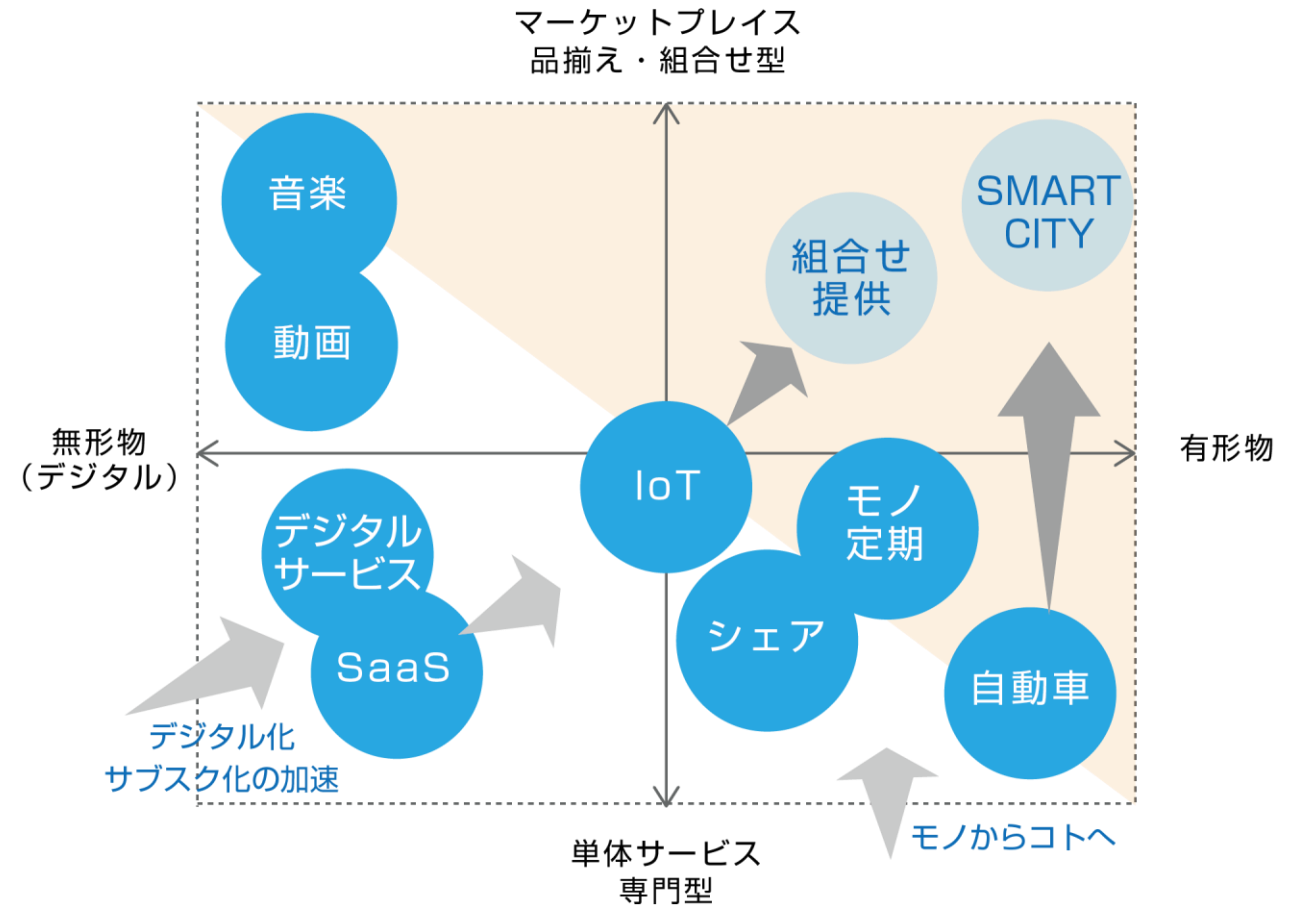 マーケットプレイス
品揃え・組合せ型
音楽
SMART
CITY
組合せ
提供
動画
無形物
（デジタル）
有形物
IoT
モノ
定期
デジタル
サービス
シェア
SaaS
自動車
デジタル化
サブスク化の加速
モノからコトへ
単体サービス
専門型